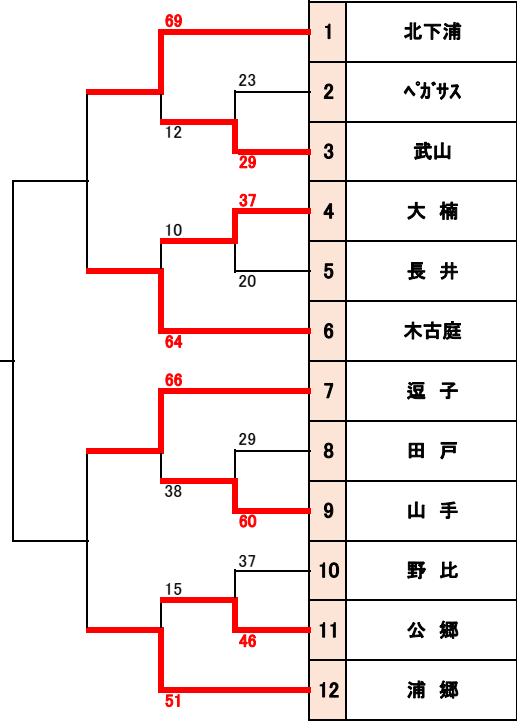 69
1 北下浦
23
2 ﾍﾟｶﾞｻｽ
12
3 武山
29
37
4 大 楠
10
5 長 井
20
6 木古庭
64
66
7 逗 子
29
8 田 戸
38
9 山 手
60
37
10 野 比
15
11 公 郷
46
12 浦 郷
51